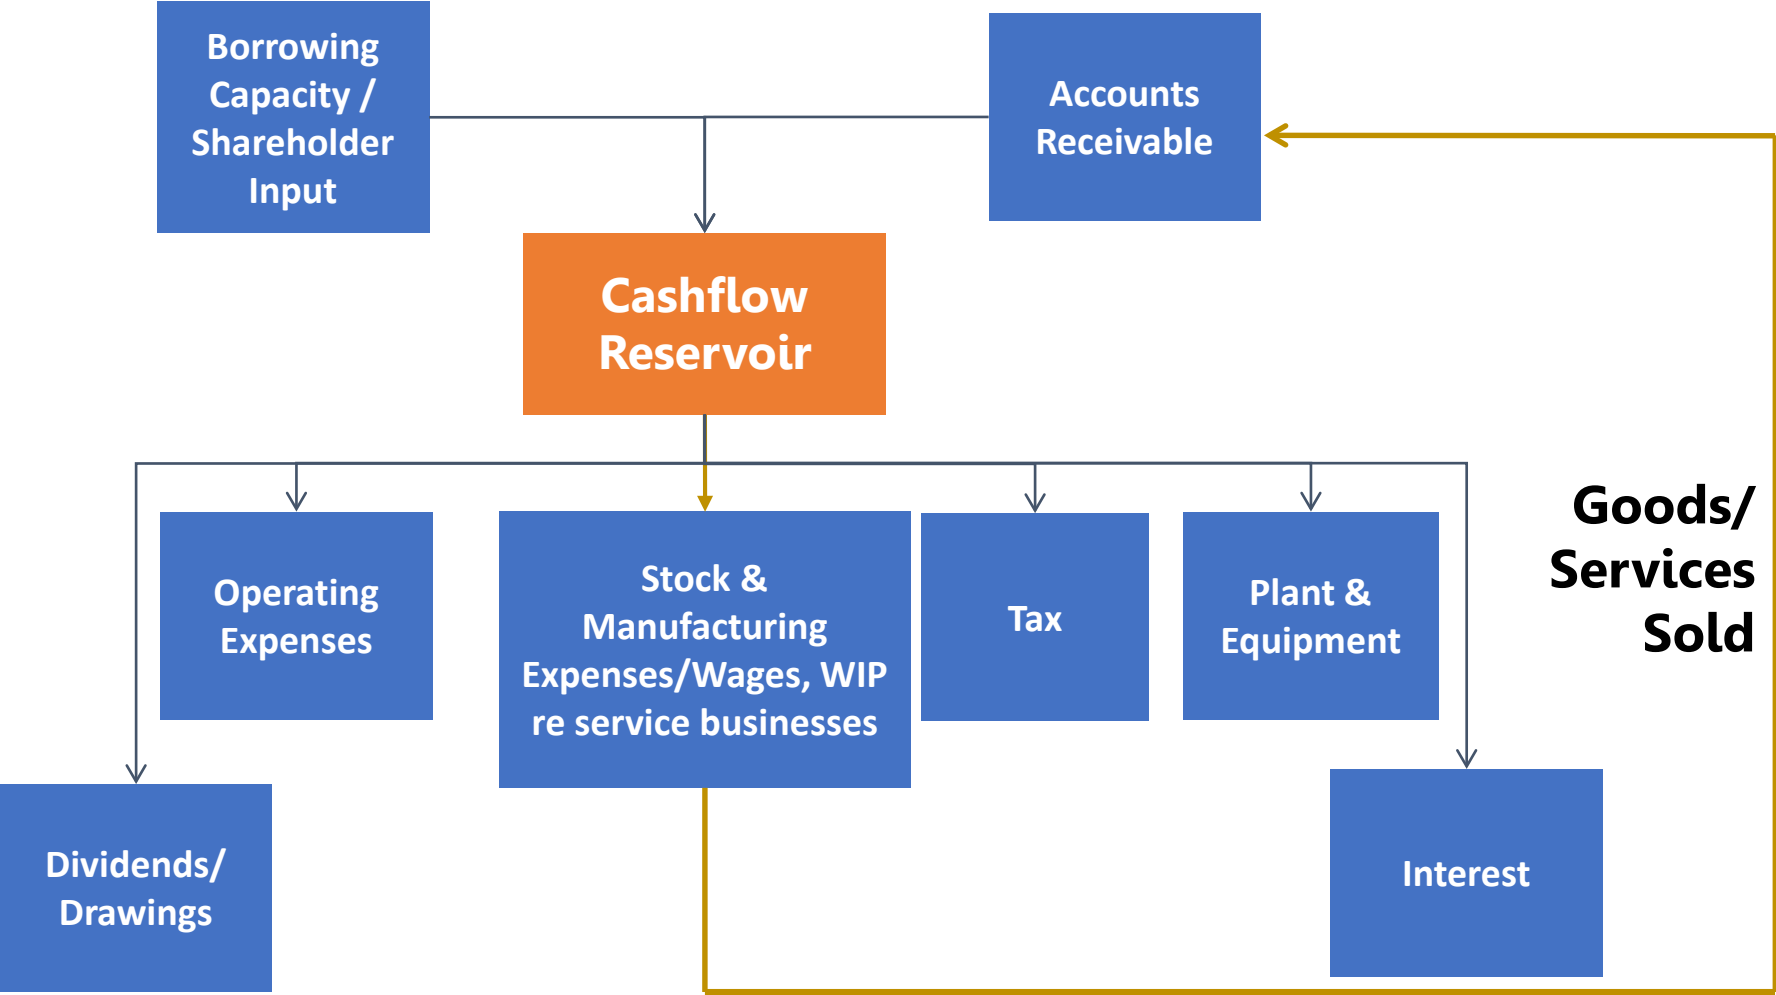 Borrowing
Capacity /
Shareholder
Input
Accounts
Receivable
Cashflow
Reservoir
Operating
Expenses
Stock &
Manufacturing
Expenses/Wages, WIP
re service businesses
Tax
Plant &
Equipment
Goods/
Services
Sold
Dividends/
Drawings
Interest